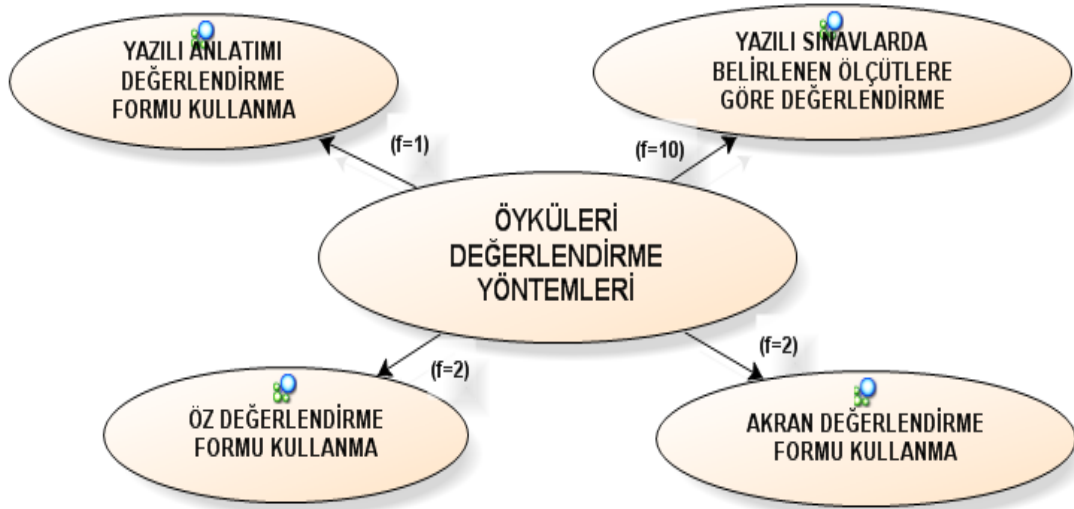 YAZILI ANLATIMI
DEĞERLENDİRME
FORMU KULLANMA
YAZILI SINAVLARDA
BELİRLENEN ÖLÇÜTLERE
GÖRE DEĞERLENDİRME
(f=1)
(f=10)
ÖYKÜLERİ
DEĞERLENDİRME
YÖNTEMLERİ
(f=2)
(f=2)
ÖZ DEĞERLENDİRME
FORMU KULLANMA
AKRAN DEĞERLENDİRME
FORMU KULLANMA